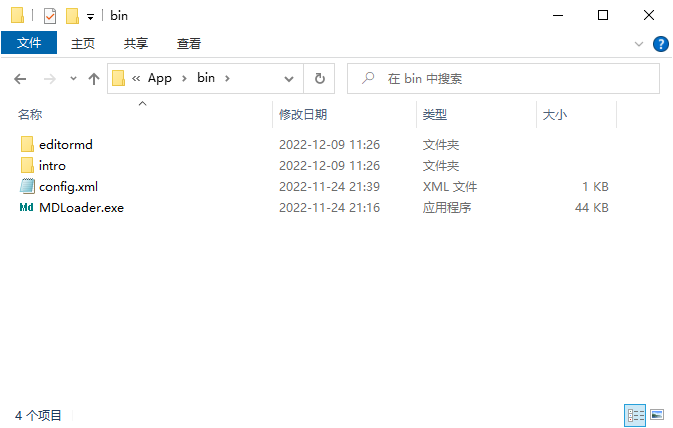 bin
文件 主页 共享 查看
« App › bin ›
在 bin 中搜索
名称 修改日期 类型 大小
editormd 2022-12-09 11:26 文件夹
intro 2022-12-09 11:26 文件夹
config.xml 2022-11-24 21:39 XML 文件 1 KB
Md MDLoader.exe 2022-11-24 21:16 应用程序 44 KB
4 个项目